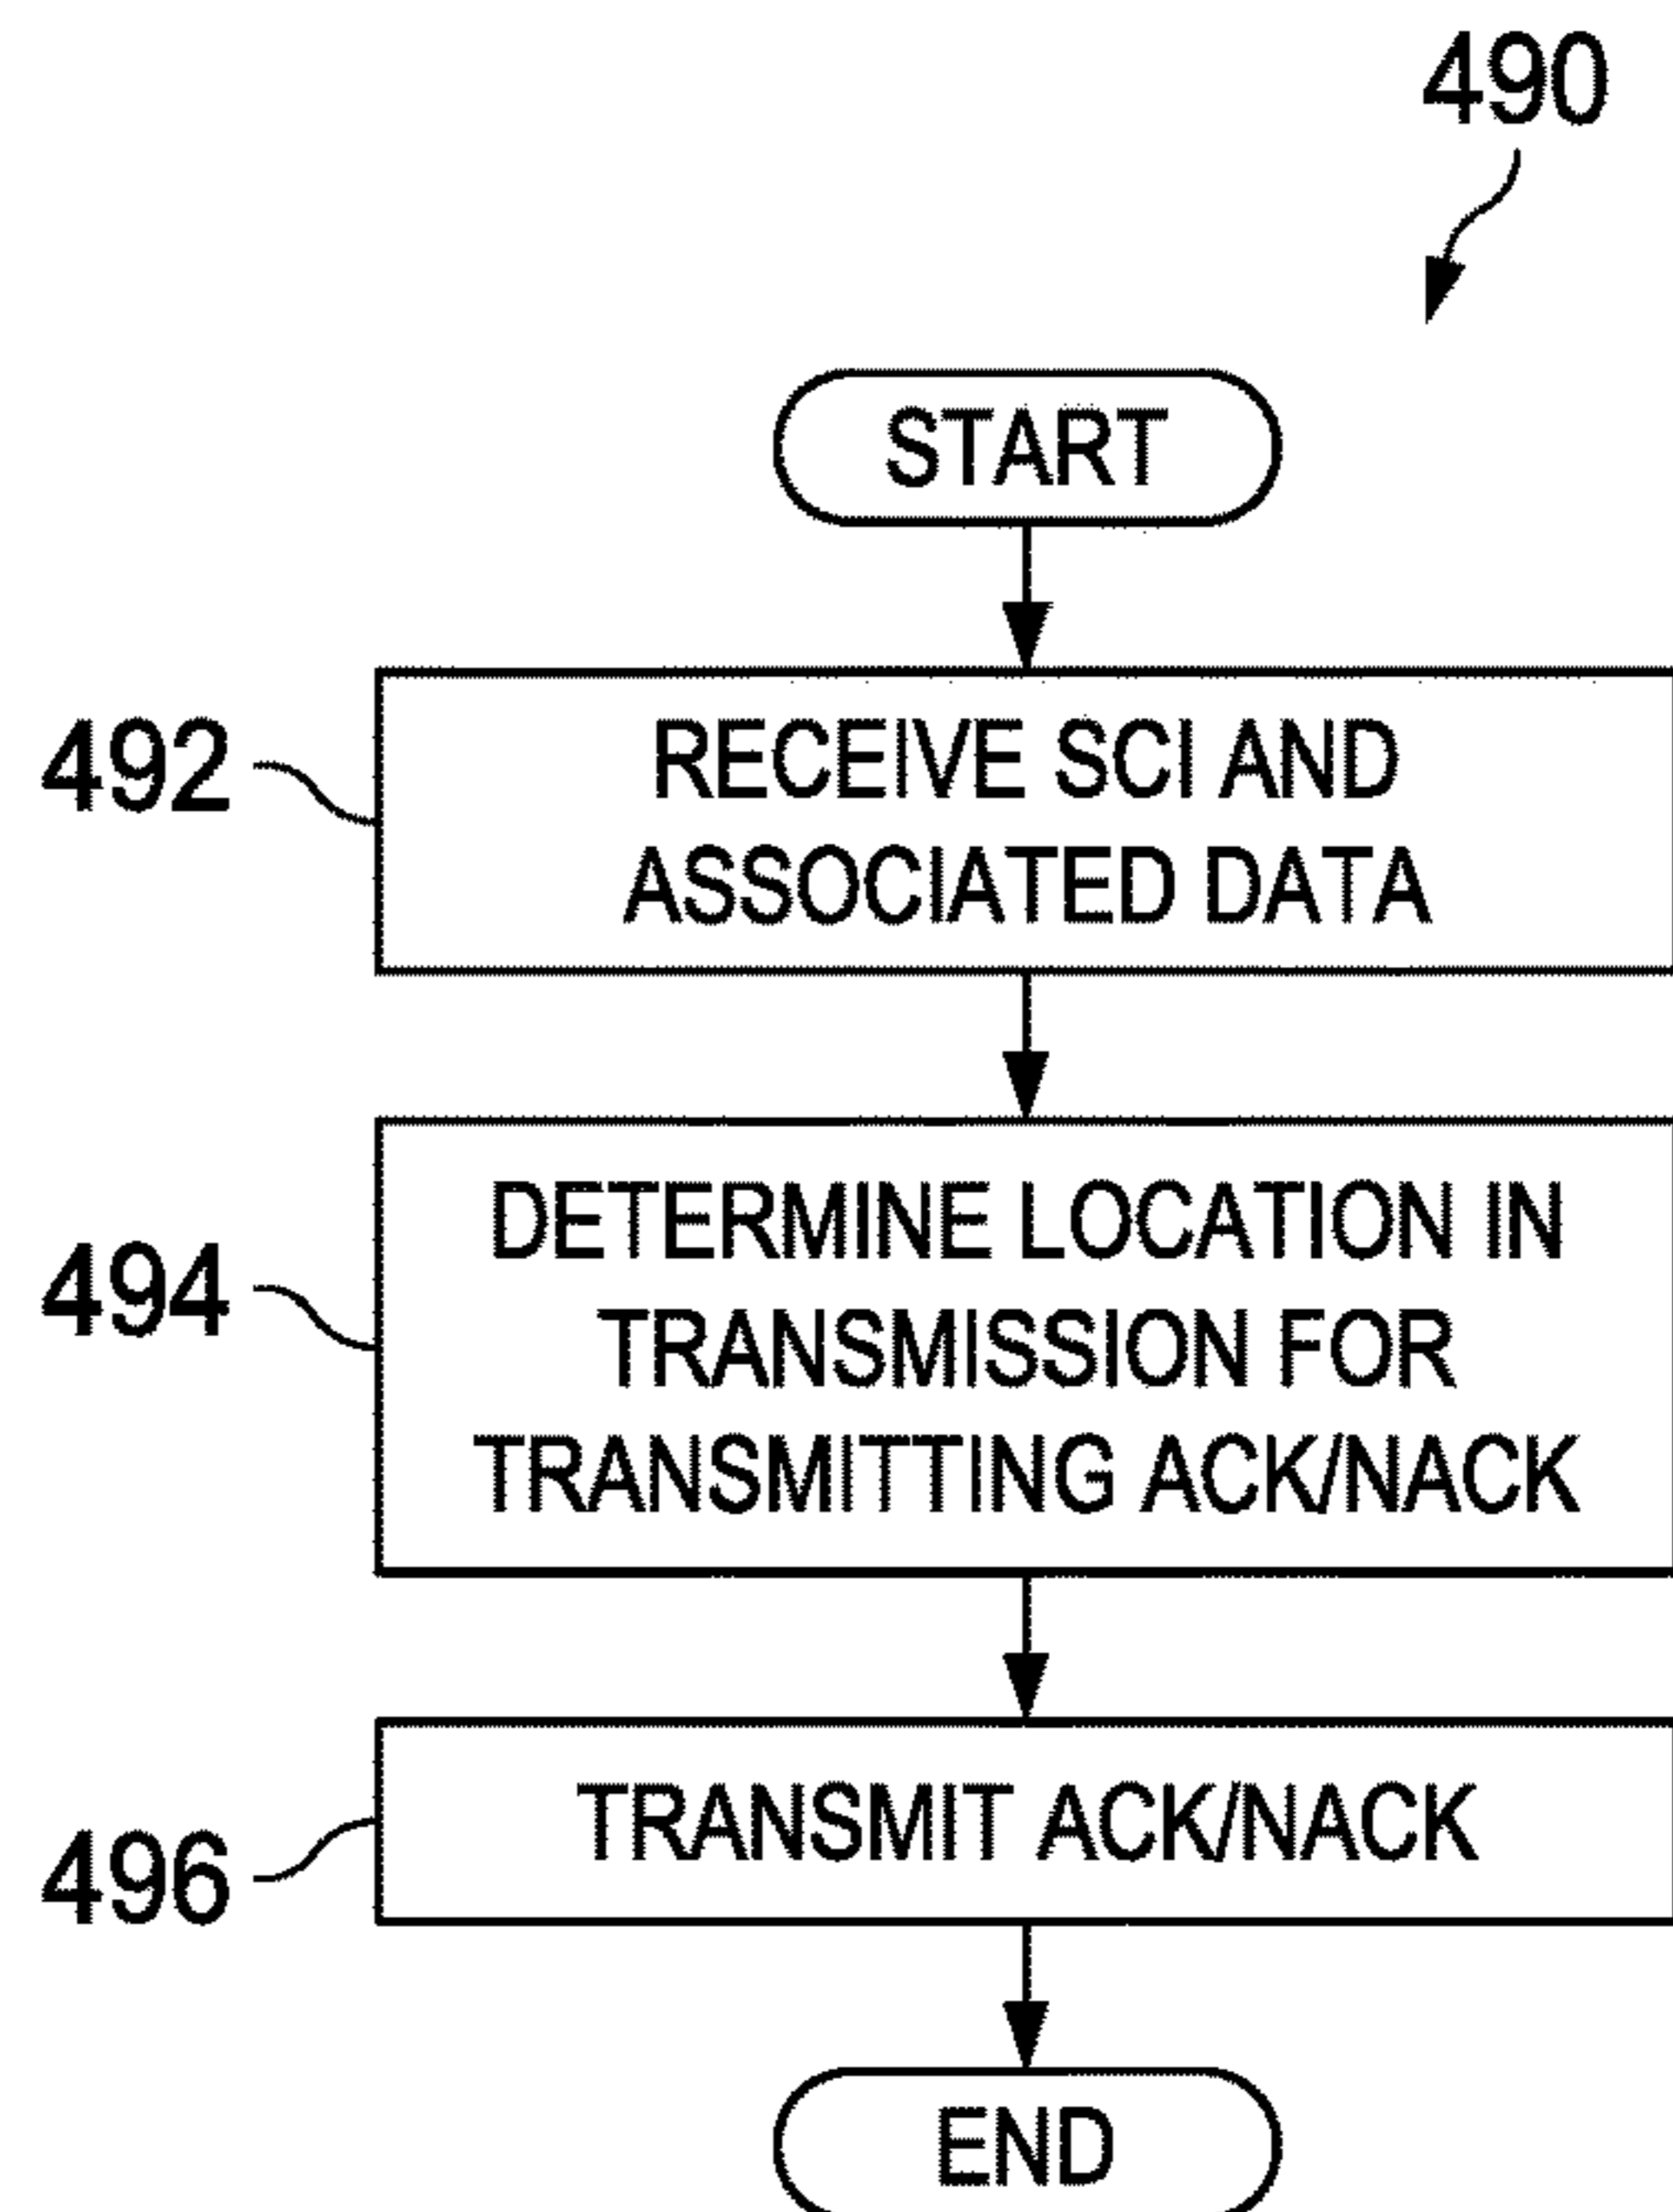 490
START
492
RECEIVE SCI AND
ASSOCIATED DATA
494
DETERMINE LOCATION IN
TRANSMISSION FOR
TRANSMITTING ACK/NACK
496
TRANSMIT ACK/NACK
END